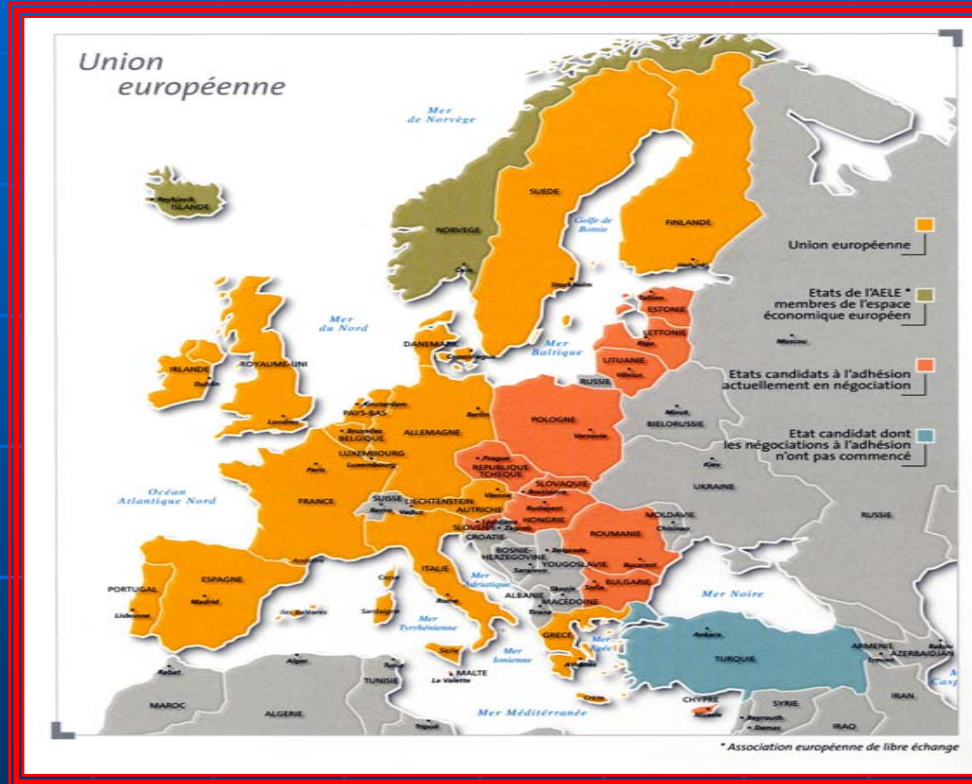 Union
européenne
Mer
de Norvège
Reykjavik
ISLANDE
SUEDE
FINLANDE
NORVEGE
Golfe de
Botnie
Oslo
Helsinki
Stockholm
Union européenne
Etats de l'AELE *
membres de l'espace
économique européen
Etats candidats à l'adhésion
actuellement en négociation
Etat candidat dont
les négociations à l'adhésion
n'ont pas commencé
Mer
du Nord
Tallinn
ESTONIE
LETTONIE
Riga
LITUANIE
Vilnius
Moscou
DANEMARK
Copenhague
Mer
Baltique
RUSSIE
IRLANDE
Dublin
ROYAUME-UNI
Londres
Amsterdam
PAYS-BAS
Bruxelles
BELGIQUE
Berlin
ALLEMAGNE
POLOGNE
Varsovie
Minsk
BIELORUSSIE
LUXEMBOURG
Luxembourg
Prague
REPUBLIQUE
TCHEQUE
SLOVAQUIE
Bratislava
Kiev
UKRAINE
Océan
Atlantique Nord
Paris
FRANCE
SUISSE
Berne
LIECHTENSTEIN
Vaduz
Vienne
AUTRICHE
Budapest
HONGRIE
MOLDAVIE
Chisinau
RUSSIE
SLOVENIE
Ljubljana
Zagreb
CROATIE
ROUMANIE
Bucarest
BOSNIE-
HERZEGOVINE
Sarajevo
Belgrade
YOUGOSLAVIE
Sofia
BULGARIE
Andorre
ITALIE
Mer
Adriatique
Skopje
ALBANIE
Tirana
MACEDOINE
Mer Noire
PORTUGAL
Lisbonne
ESPAGNE
Madrid
Iles Baléares
Corse
Sardaigne
Rome
Mer
Tyrrhénienne
Mer
Ionienne
GRECE
Mer
Egée
Athènes
Ankara
TURQUIE
ARMENIE
Erevan
AZERBAIDJAN
Bakou
Sicile
MALTE
La Valette
Crète
CHYPRE
Nicosie
Mer Méditérranée
Rabat
MAROC
Alger
ALGERIE
Tunis
TUNISIE
Tripoli
SYRIE
Beyrouth
Damas
IRAQ
IRAN
* Association européenne de libre échange